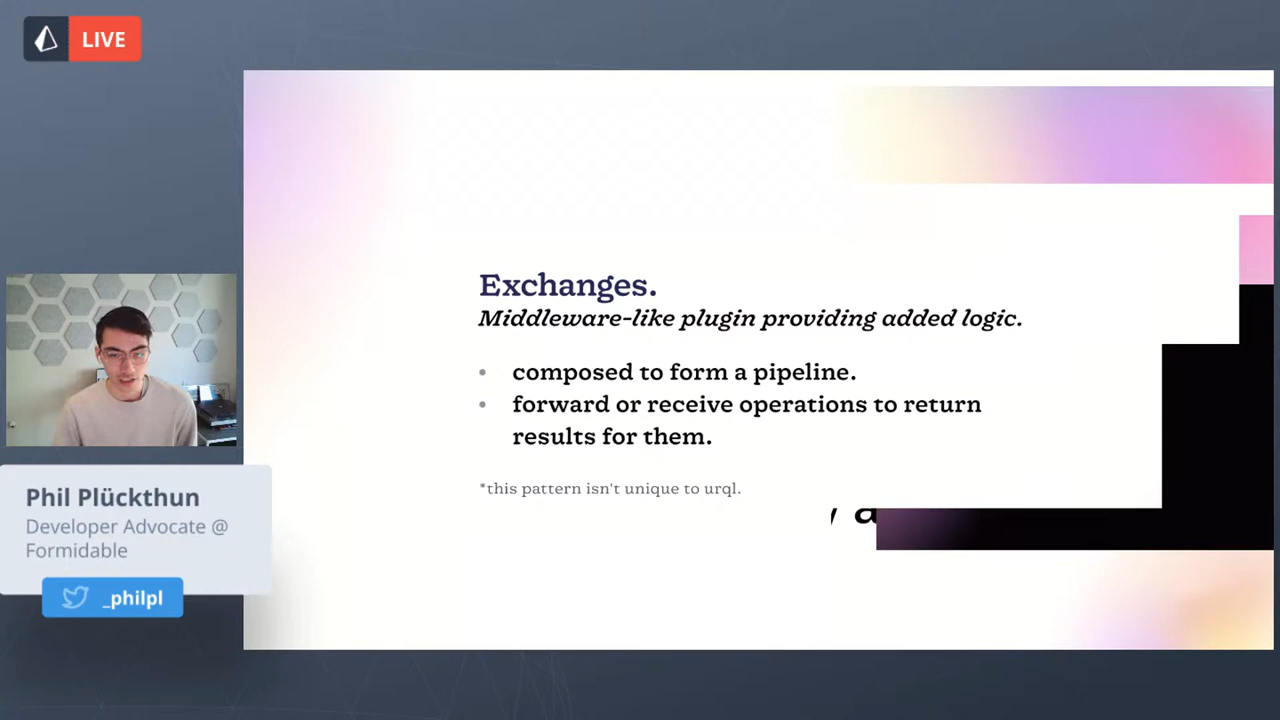 LIVE
Exchanges.
Middleware-like plugin providing added logic.
• composed to form a pipeline.
• forward or receive operations to return
results for them.
*this pattern isn't unique to urql.
Phil Plückthun
Developer Advocate @
Formidable
_philpl